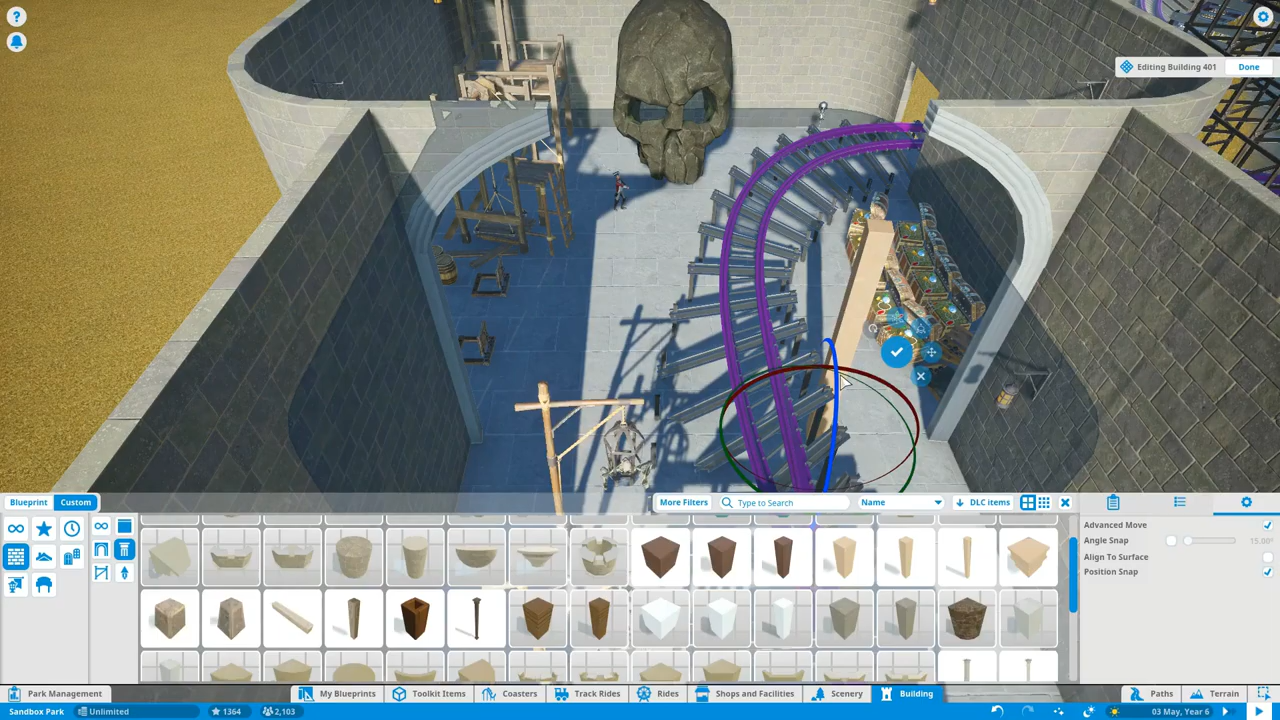 Editing Building 401
Done
Blueprint
Custom
More Filters
Type to Search
Name
DLC items
Advanced Move
Angle Snap
15.00°
Align To Surface
Position Snap
Park Management
My Blueprints
Toolkit Items
Coasters
Track Rides
Rides
Shops and Facilities
Scenery
Building
Paths
Terrain
Sandbox Park
Unlimited
1364
2,103
03 May, Year 6